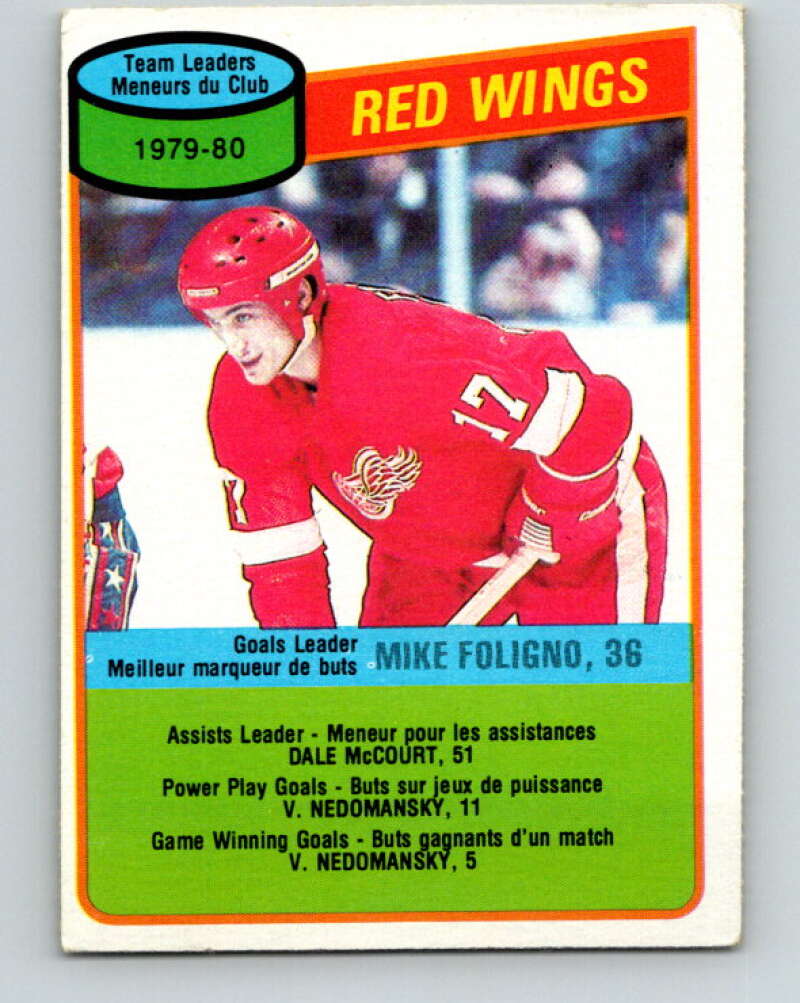 Team Leaders
Meneurs du Club
1979-80
RED WINGS
17
17
Goals Leader
Meilleur marqueur de buts
MIKE FOLIGNO, 36
Assists Leader - Meneur pour les assistances
DALE McCOURT, 51
Power Play Goals - Buts sur jeux de puissance
V. NEDOMANSKY, 11
Game Winning Goals - Buts gagnants d'un match
V. NEDOMANSKY, 5